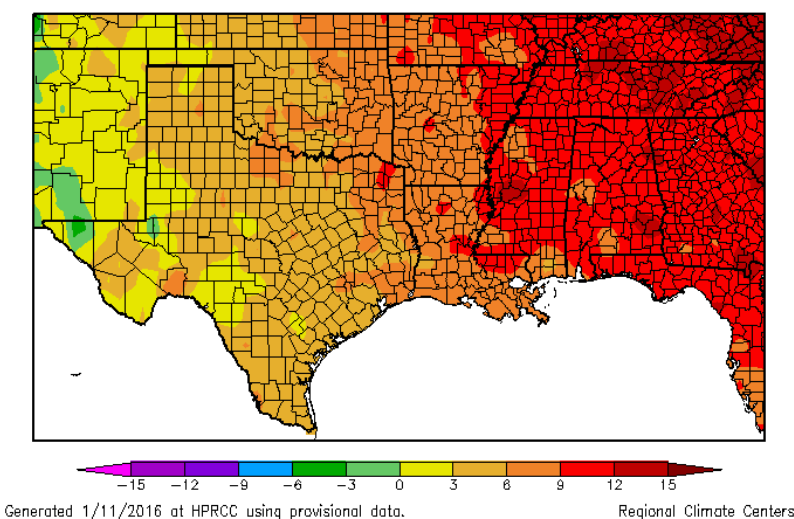 -15 -12 -9 -6 -3 0 3 6 9 12 15
Generated 1/11/2016 at HPRCC using provisional data. Regional Climate Centers